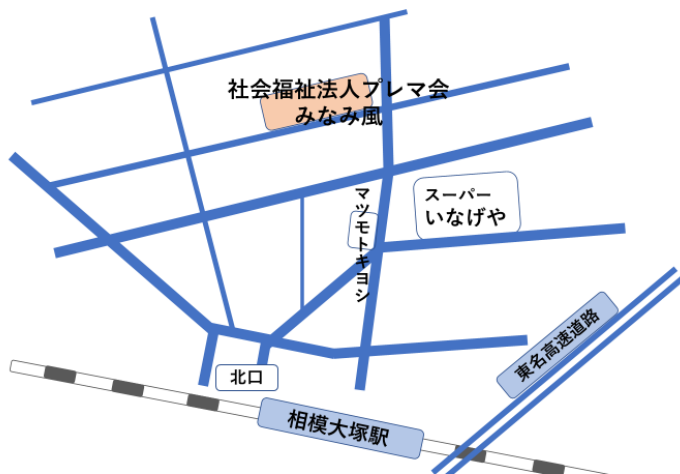 社会福祉法人プレマ会
みなみ風
スーパー
いなげや
マツモトキヨシ
東名高速道路
北口
相模大塚駅